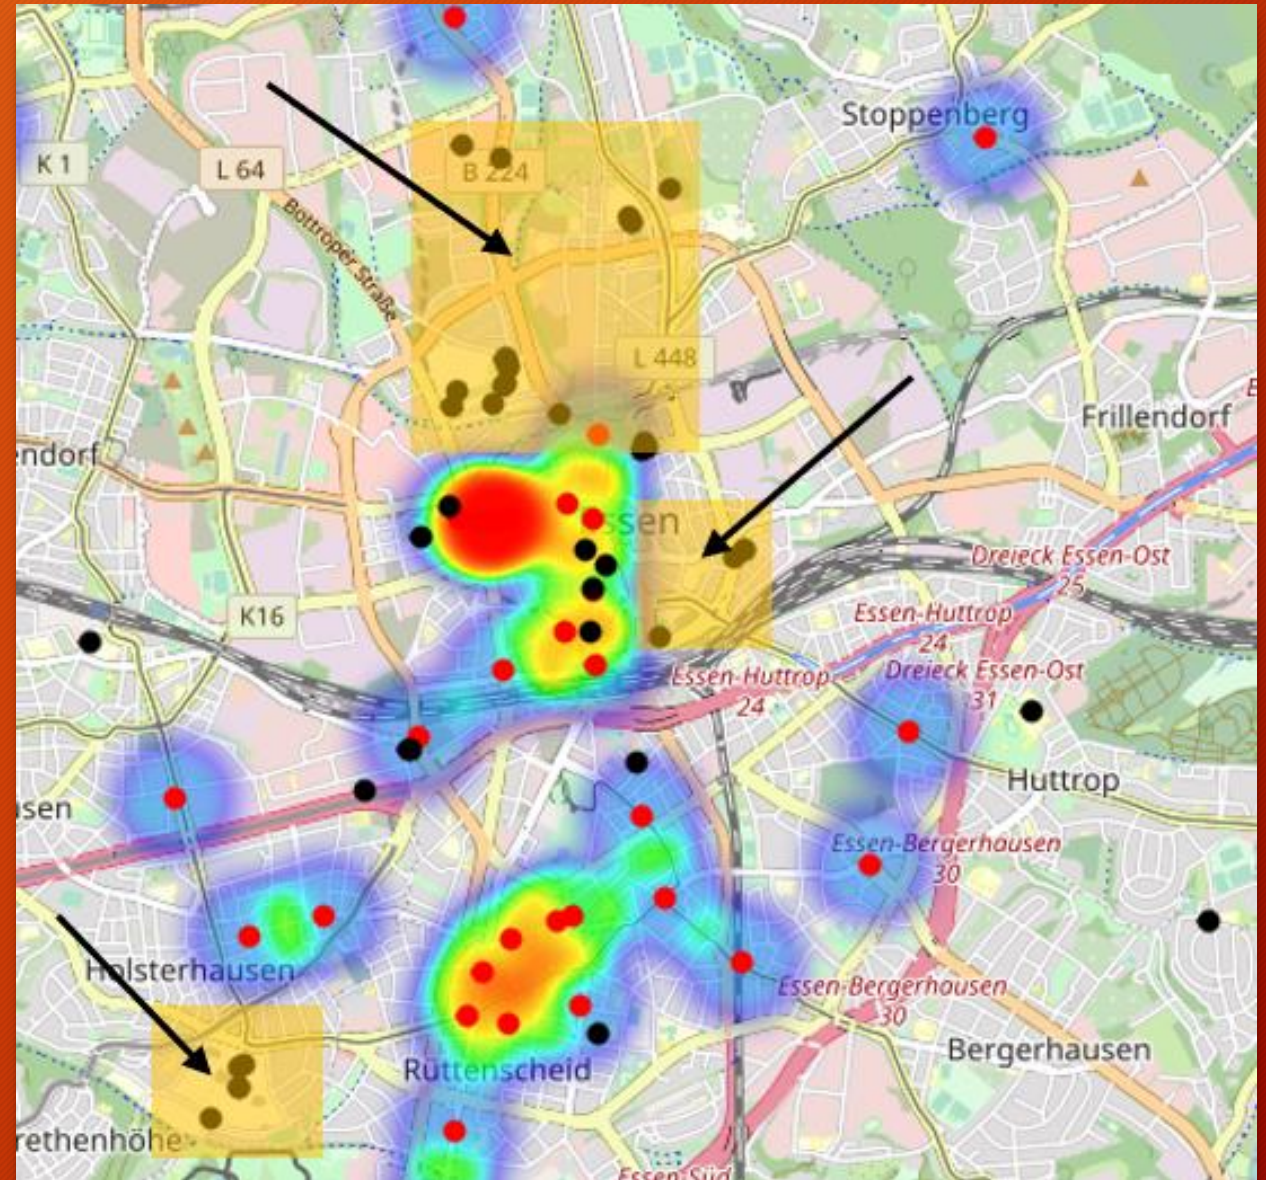 Stoppenberg
K 1
L 64
B 224
Bottroper Straße
L 448
Frillendorf
endorf
ssen
Dreieck Essen-Ost
25
K16
Essen-Huttrop
24
Essen-Huttrop
24
Dreieck Essen-Ost
31
Huttrop
usen
Essen-Bergerhausen
30
Holsterhausen
Essen-Bergerhausen
30
Bergerhausen
Rüttenscheid
rethenhöhe
Essen-Süd